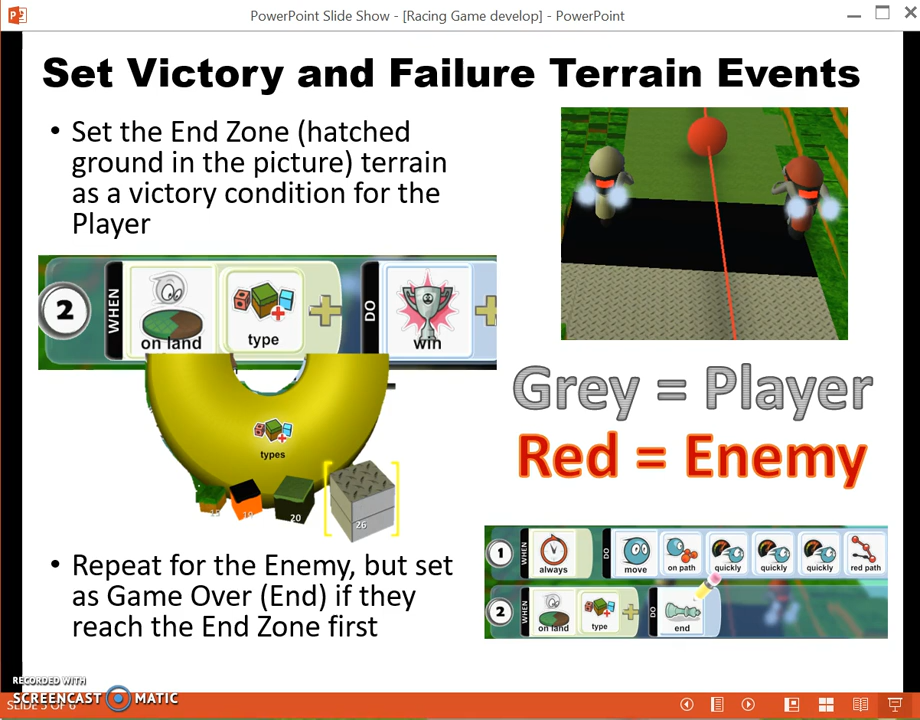 PowerPoint Slide Show - [Racing Game develop] - PowerPoint
Set Victory and Failure Terrain Events
• Set the End Zone (hatched
ground in the picture) terrain
as a victory condition for the
Player
2 WHEN on land type DO win
types
20 26
Grey = Player
Red = Enemy
• Repeat for the Enemy, but set
as Game Over (End) if they
reach the End Zone first
1 WHEN always DO move on path quickly quickly quickly red path
2 WHEN on land type DO end
RECORDED WITH
SCREENCAST MATIC
SLIDE 5 OF 6